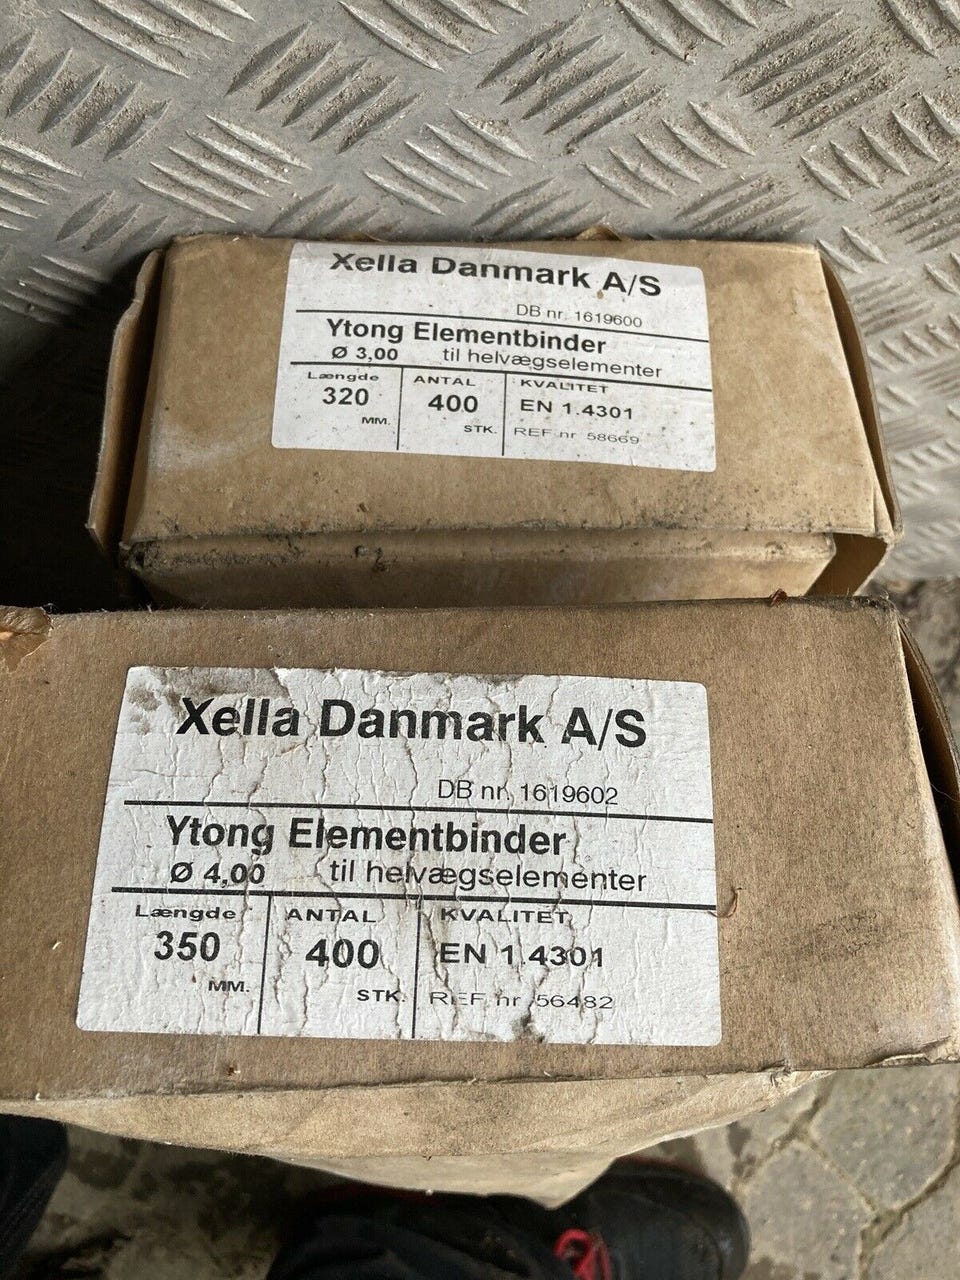 Xella Danmark A/S
DB nr. 1619600
Ytong Elementbinder
Ø 3,00 til helvægselementer
Længde ANTAL KVALITET
320 400 EN 1.4301
MM. STK. REF nr 58669
Xella Danmark A/S
DB nr. 1619602
Ytong Elementbinder
Ø 4,00 til helvægselementer
Længde ANTAL KVALITET
350 400 EN 1.4301
MM. STK. REF nr 56482